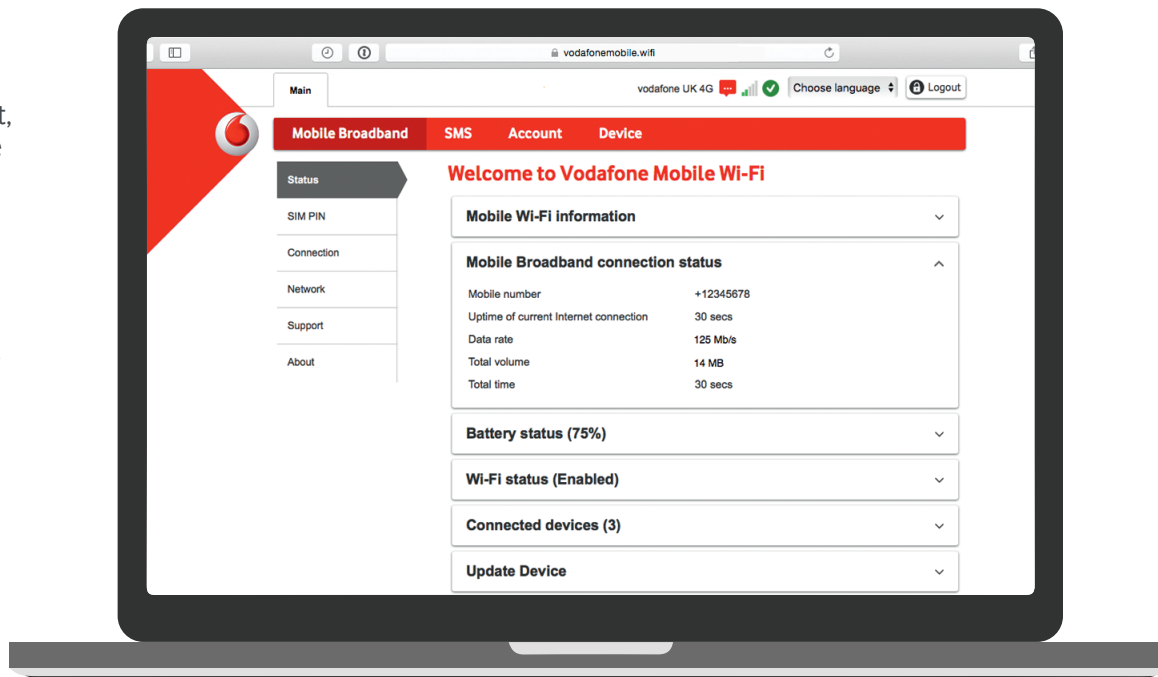 vodafonemobile.wifi
Main
vodafone UK 4G
Choose language
Logout
Mobile Broadband SMS Account Device
Status
SIM PIN
Connection
Network
Support
About
Welcome to Vodafone Mobile Wi-Fi
Mobile Wi-Fi information
Mobile Broadband connection status
Mobile number +12345678
Uptime of current Internet connection 30 secs
Data rate 125 Mb/s
Total volume 14 MB
Total time 30 secs
Battery status (75%)
Wi-Fi status (Enabled)
Connected devices (3)
Update Device